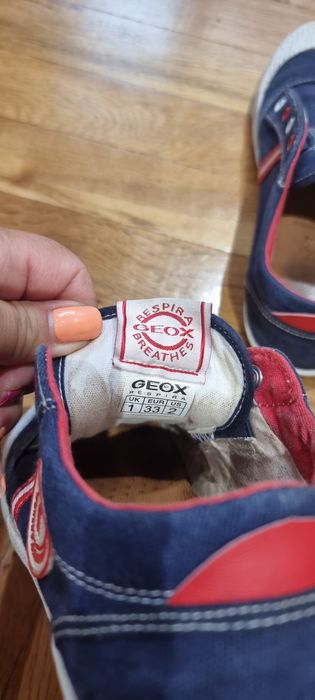 RESPIRA
GEOX
BREATHES
GEOX
RESPIRA
UK EUR US
1 33 2